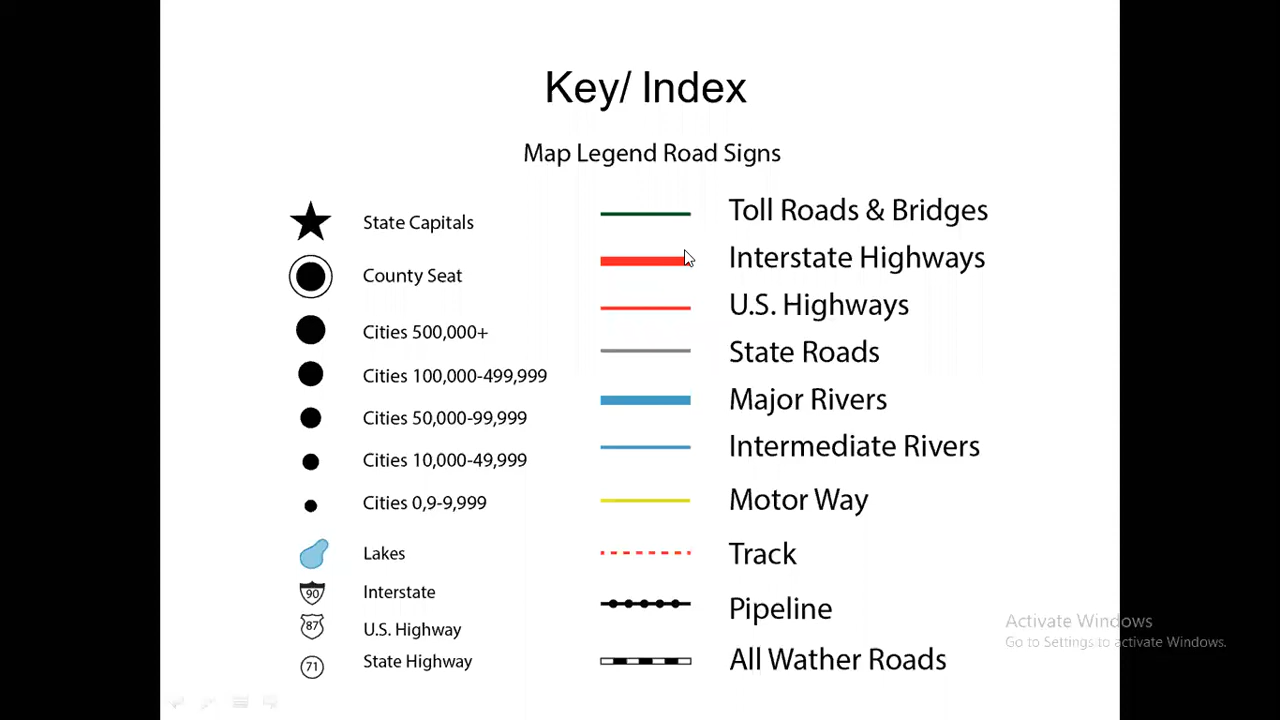 Key/ Index
Map Legend Road Signs
State Capitals
County Seat
Cities 500,000+
Cities 100,000-499,999
Cities 50,000-99,999
Cities 10,000-49,999
Cities 0,9-9,999
Lakes
90 Interstate
87 U.S. Highway
71 State Highway
Toll Roads & Bridges
Interstate Highways
U.S. Highways
State Roads
Major Rivers
Intermediate Rivers
Motor Way
Track
Pipeline
All Wather Roads
Activate Windows
Go to Settings to activate Windows.